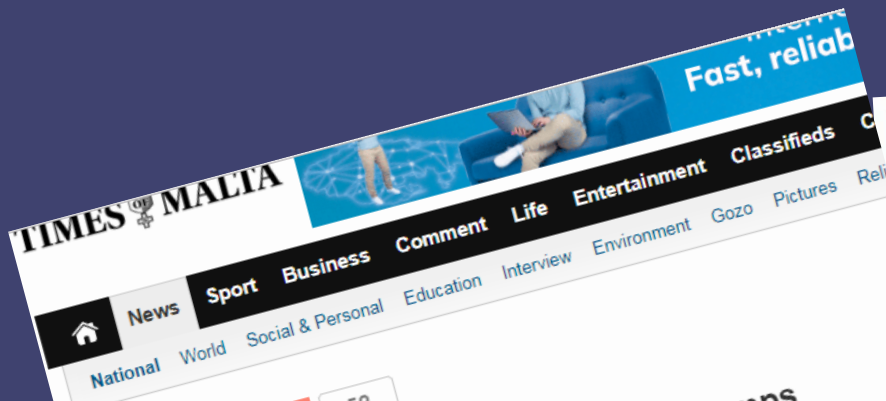 Fast, reliab
TIMES OF MALTA
News Sport Business Comment Life Entertainment Classifieds C
National World Social & Personal Education Interview Environment Gozo Pictures Reli